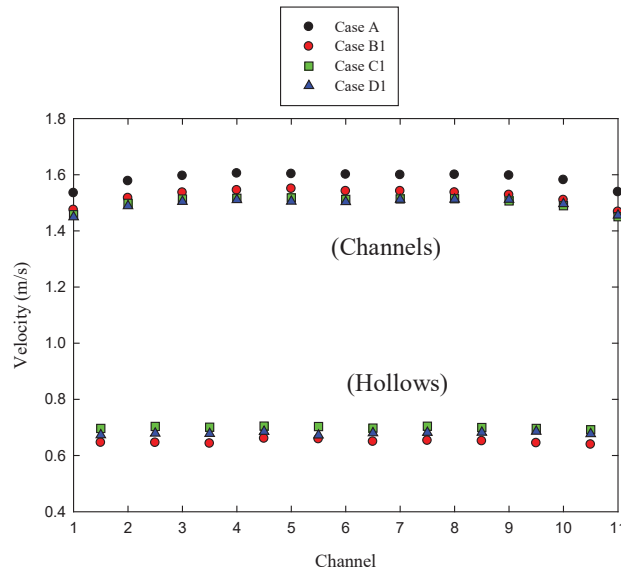 Case A
Case B1
Case C1
Case D1
1.8
1.6
1.4
1.2
1.0
0.8
0.6
0.4
Velocity (m/s)
(Channels)
(Hollows)
1 2 3 4 5 6 7 8 9 10 11
Channel